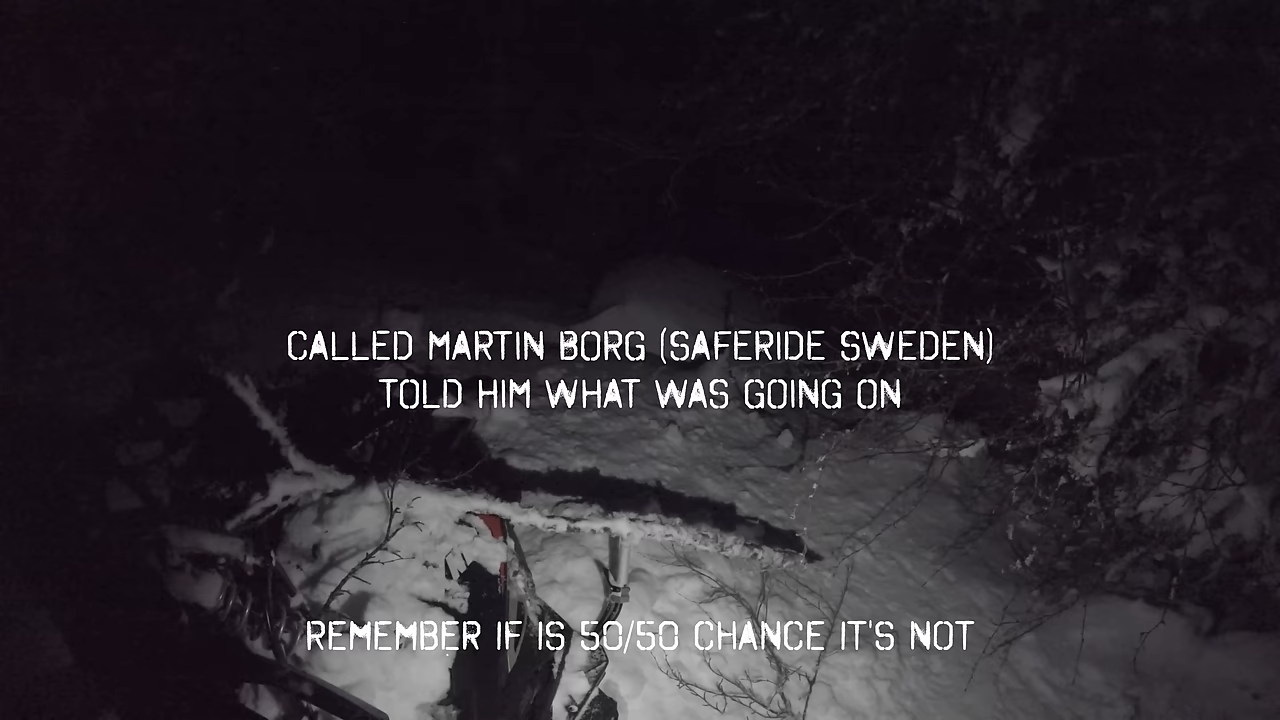 CALLED MARTIN BORG (SAFERIDE SWEDEN)
TOLD HIM WHAT WAS GOING ON
REMEMBER IF IS 50/50 CHANCE IT'S NOT